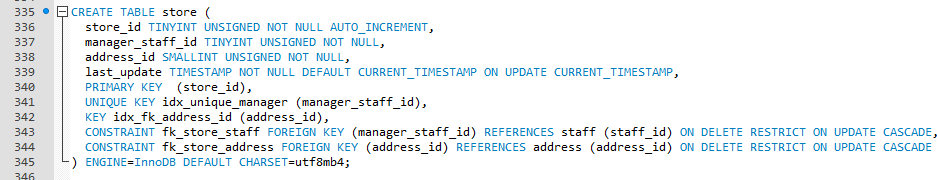 335 CREATE TABLE store (
336 store_id TINYINT UNSIGNED NOT NULL AUTO_INCREMENT,
337 manager_staff_id TINYINT UNSIGNED NOT NULL,
338 address_id SMALLINT UNSIGNED NOT NULL,
339 last_update TIMESTAMP NOT NULL DEFAULT CURRENT_TIMESTAMP ON UPDATE CURRENT_TIMESTAMP,
340 PRIMARY KEY  (store_id),
341 UNIQUE KEY idx_unique_manager (manager_staff_id),
342 KEY idx_fk_address_id (address_id),
343 CONSTRAINT fk_store_staff FOREIGN KEY (manager_staff_id) REFERENCES staff (staff_id) ON DELETE RESTRICT ON UPDATE CASCADE,
344 CONSTRAINT fk_store_address FOREIGN KEY (address_id) REFERENCES address (address_id) ON DELETE RESTRICT ON UPDATE CASCADE
345 ) ENGINE=InnoDB DEFAULT CHARSET=utf8mb4;
346